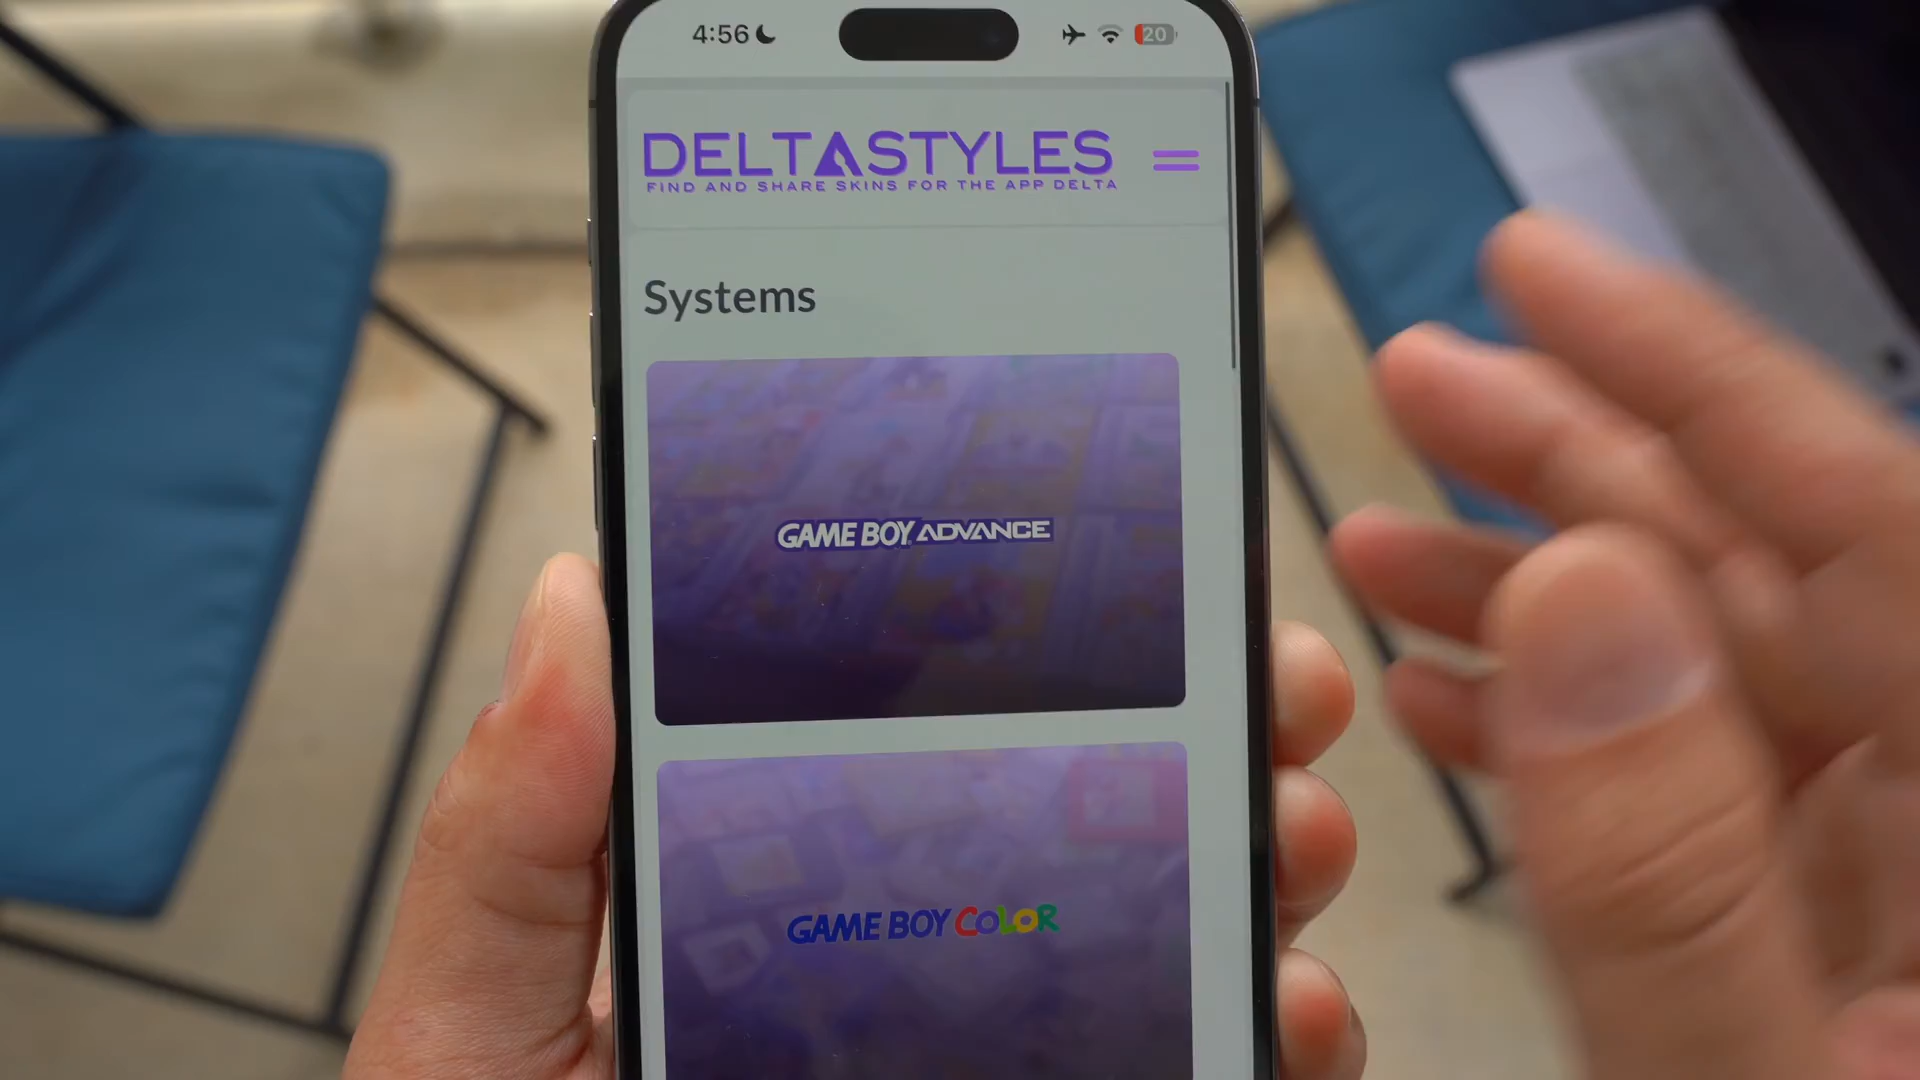 4:56
20
DELTASTYLES
FIND AND SHARE SKINS FOR THE APP DELTA
Systems
GAME BOY ADVANCE
GAME BOY COLOR